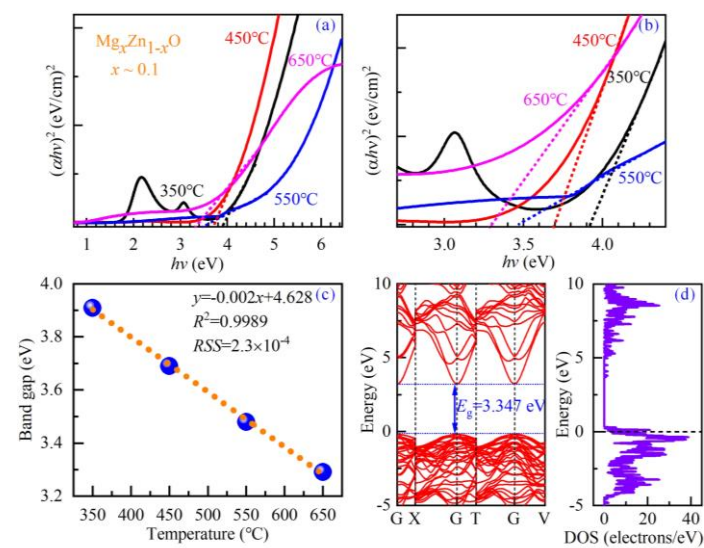 (a)
MgₓZn₁₋ₓO
x ~ 0.1
450℃
650℃
350℃
550℃
(αhν)² (eV/cm)²
1 2 3 4 5 6
hν (eV)
(b)
450℃
650℃
350℃
550℃
(αhν)² (eV/cm)²
3.0 3.5 4.0
hν (eV)
(c)
y=-0.002x+4.628
R²=0.9989
RSS=2.3×10⁻⁴
Band gap (eV)
4.0
3.8
3.6
3.4
3.2
350 400 450 500 550 600 650
Temperature (℃)
Energy (eV)
10
5
0
-5
E_g=3.347 eV
G X G T G V
(d)
Energy (eV)
10
5
0
-5
0 20 40
DOS (electrons/eV)